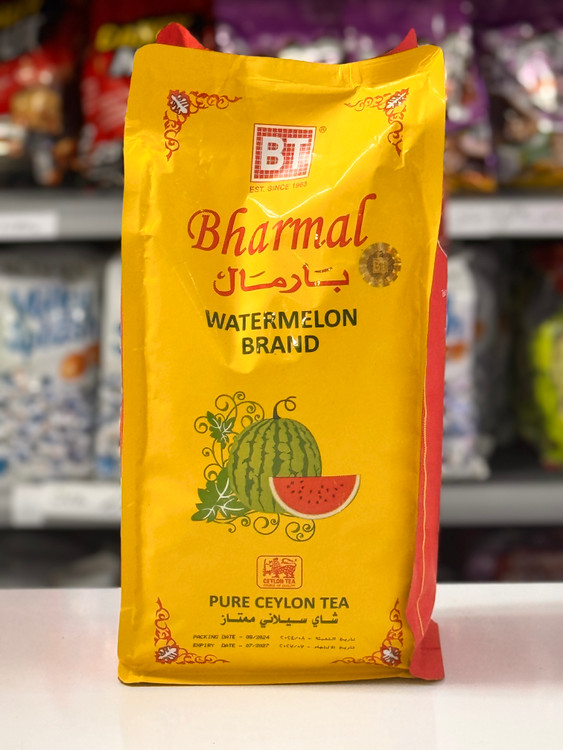 BT
®
EST. SINCE 1963
Bharmal
بـارمـاك
WATERMELON
BRAND
CEYLON TEA
PURE CEYLON TEA
شاي سيلاني ممتاز
PACKING DATE - 08/2024
EXPIRY DATE - 07-2027